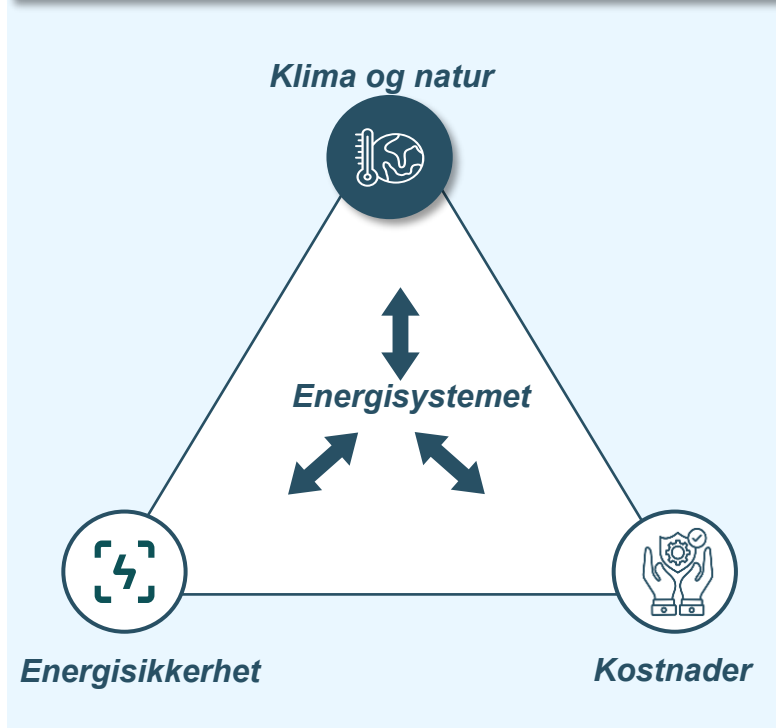 Klima og natur
Energisystemet
Energisikkerhet
Kostnader